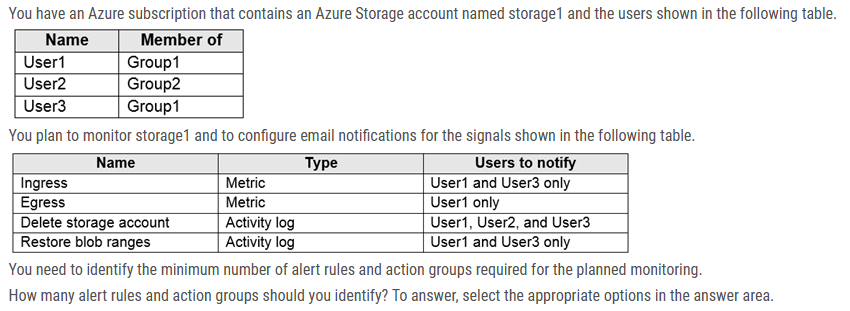 You have an Azure subscription that contains an Azure Storage account named storage1 and the users shown in the following table.
Name Member of
User1 Group1
User2 Group2
User3 Group1
You plan to monitor storage1 and to configure email notifications for the signals shown in the following table.
Name Type Users to notify
Ingress Metric User1 and User3 only
Egress Metric User1 only
Delete storage account Activity log User1, User2, and User3
Restore blob ranges Activity log User1 and User3 only
You need to identify the minimum number of alert rules and action groups required for the planned monitoring.
How many alert rules and action groups should you identify? To answer, select the appropriate options in the answer area.